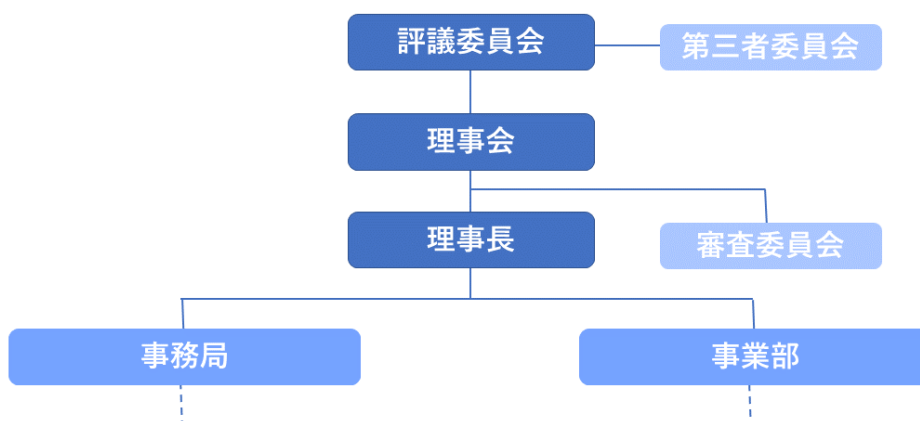 評議委員会
第三者委員会
理事会
理事長
審査委員会
事務局
事業部